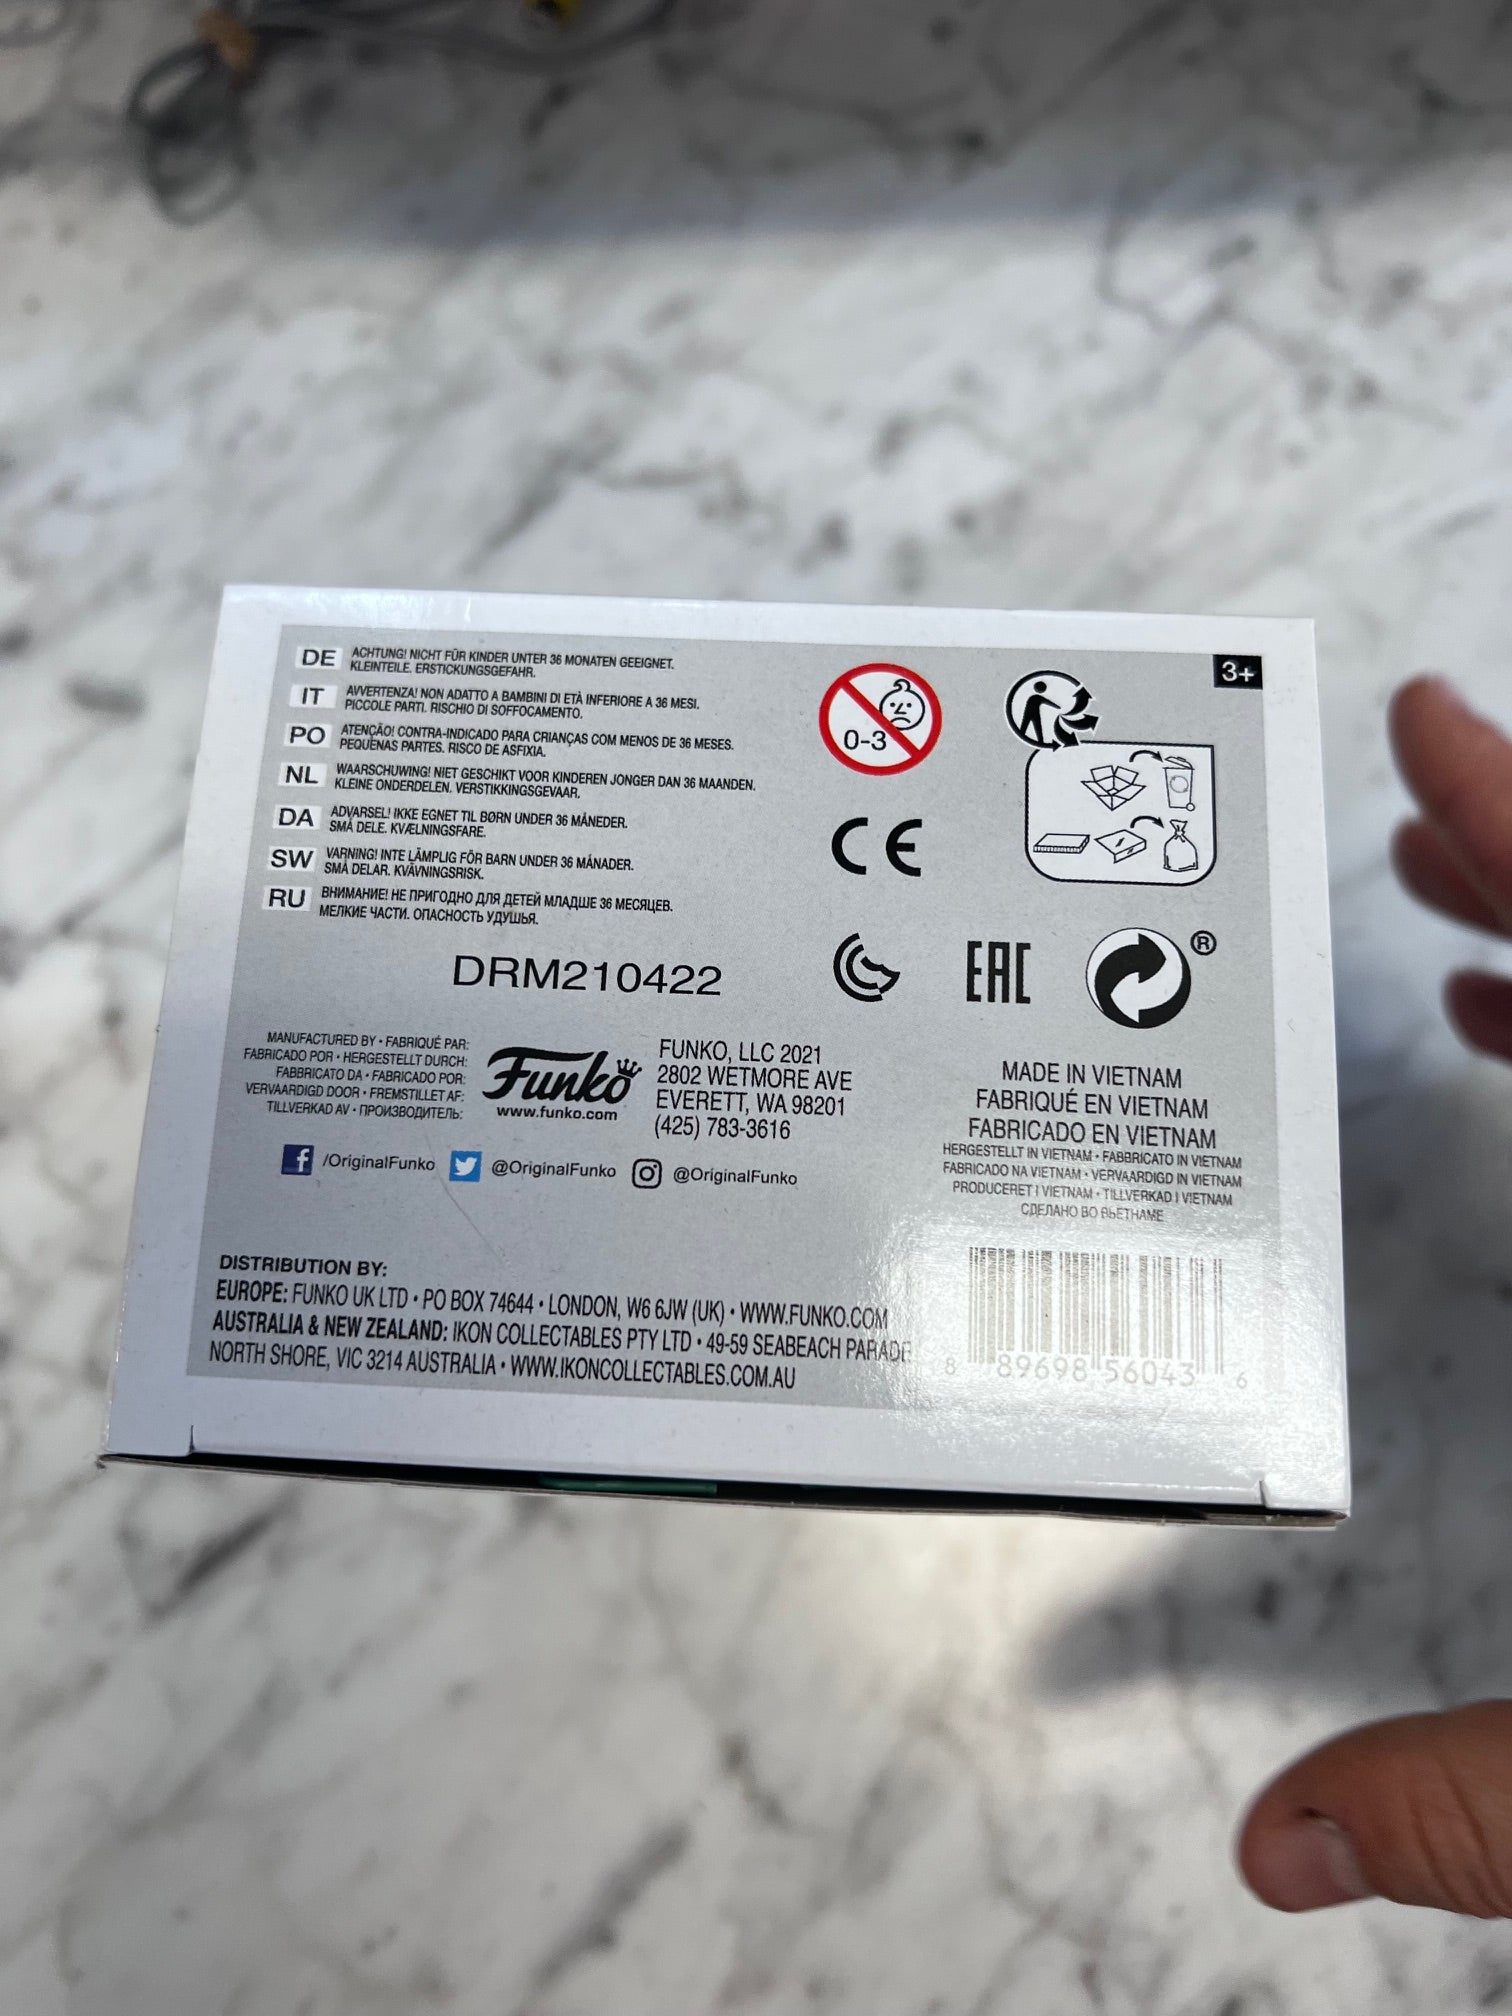 DE ACHTUNG! NICHT FÜR KINDER UNTER 36 MONATEN GEEIGNET.
KLEINTEILE. ERSTICKUNGSGEFAHR.
IT AVVERTENZA! NON ADATTO A BAMBINI DI ETÀ INFERIORE A 36 MESI.
PICCOLE PARTI. RISCHIO DI SOFFOCAMENTO.
PO ATENÇÃO! CONTRA-INDICADO PARA CRIANÇAS COM MENOS DE 36 MESES.
PEQUENAS PARTES. RISCO DE ASFIXIA.
NL WAARSCHUWING! NIET GESCHIKT VOOR KINDEREN JONGER DAN 36 MAANDEN.
KLEINE ONDERDELEN. VERSTIKKINGSGEVAAR.
DA ADVARSEL! IKKE EGNET TIL BØRN UNDER 36 MÅNEDER.
SMÅ DELE. KVÆLNINGSFARE.
SW VARNING! INTE LÄMPLIG FÖR BARN UNDER 36 MÅNADER.
SMÅ DELAR. KVÄVNINGSRISK.
RU ВНИМАНИЕ! НЕ ПРИГОДНО ДЛЯ ДЕТЕЙ МЛАДШЕ 36 МЕСЯЦЕВ.
МЕЛКИЕ ЧАСТИ. ОПАСНОСТЬ УДУШЬЯ.
0-3
3+
CE
EAC
®
DRM210422
MANUFACTURED BY • FABRIQUÉ PAR:
FABRICADO POR • HERGESTELLT DURCH:
FABBRICATO DA • FABRICADO POR:
VERVAARDIGD DOOR • FREMSTILLET AF:
TILLVERKAD AV • ПРОИЗВОДИТЕЛЬ:
Funko
www.funko.com
FUNKO, LLC 2021
2802 WETMORE AVE
EVERETT, WA 98201
(425) 783-3616
f /OriginalFunko @OriginalFunko @OriginalFunko
MADE IN VIETNAM
FABRIQUÉ EN VIETNAM
FABRICADO EN VIETNAM
HERGESTELLT IN VIETNAM • FABBRICATO IN VIETNAM
FABRICADO NA VIETNAM • VERVAARDIGD IN VIETNAM
PRODUCERET I VIETNAM • TILLVERKAD I VIETNAM
СДЕЛАНО ВО ВЬЕТНАМЕ
DISTRIBUTION BY:
EUROPE: FUNKO UK LTD • PO BOX 74644 • LONDON, W6 6JW (UK) • WWW.FUNKO.COM
AUSTRALIA & NEW ZEALAND: IKON COLLECTABLES PTY LTD • 49-59 SEABEACH PARADE
NORTH SHORE, VIC 3214 AUSTRALIA • WWW.IKONCOLLECTABLES.COM.AU
8 89698 56043 6